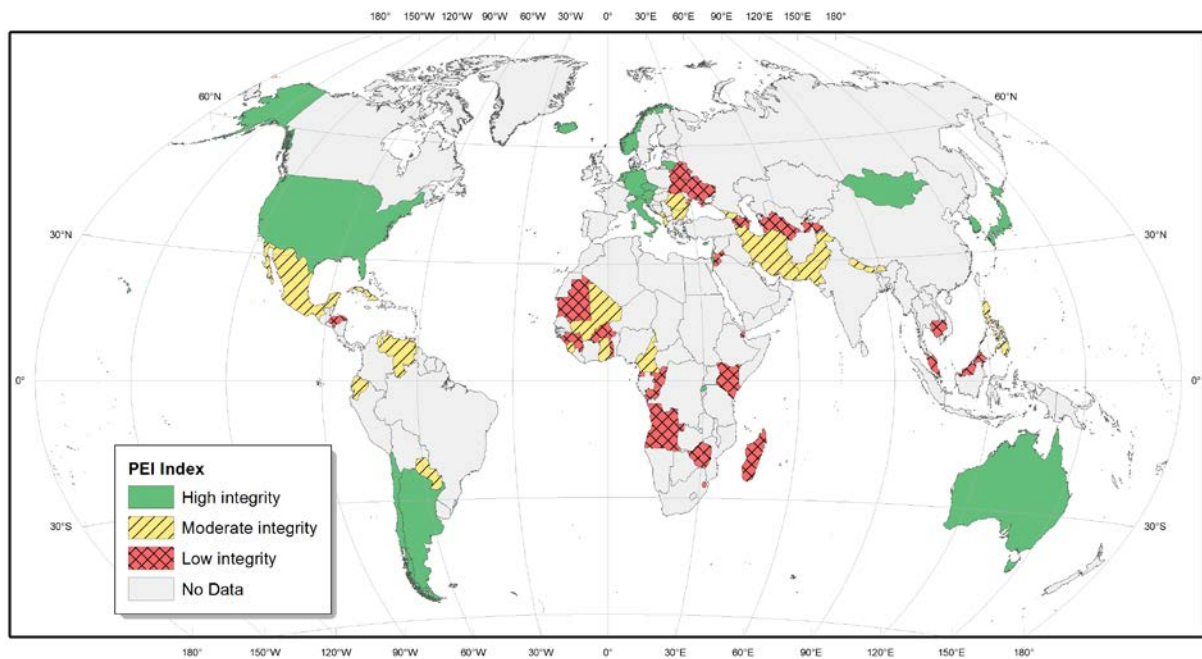 180° 150°W 120°W 90°W 60°W 30°W 0° 30°E 60°E 90°E 120°E 150°E 180°
60°N 60°N
30°N 30°N
0° 0°
PEI Index
High integrity
Moderate integrity
Low integrity
No Data
30°S 30°S
180° 150°W 120°W 90°W 60°W 30°W 0° 30°E 60°E 90°E 120°E 150°E 180°